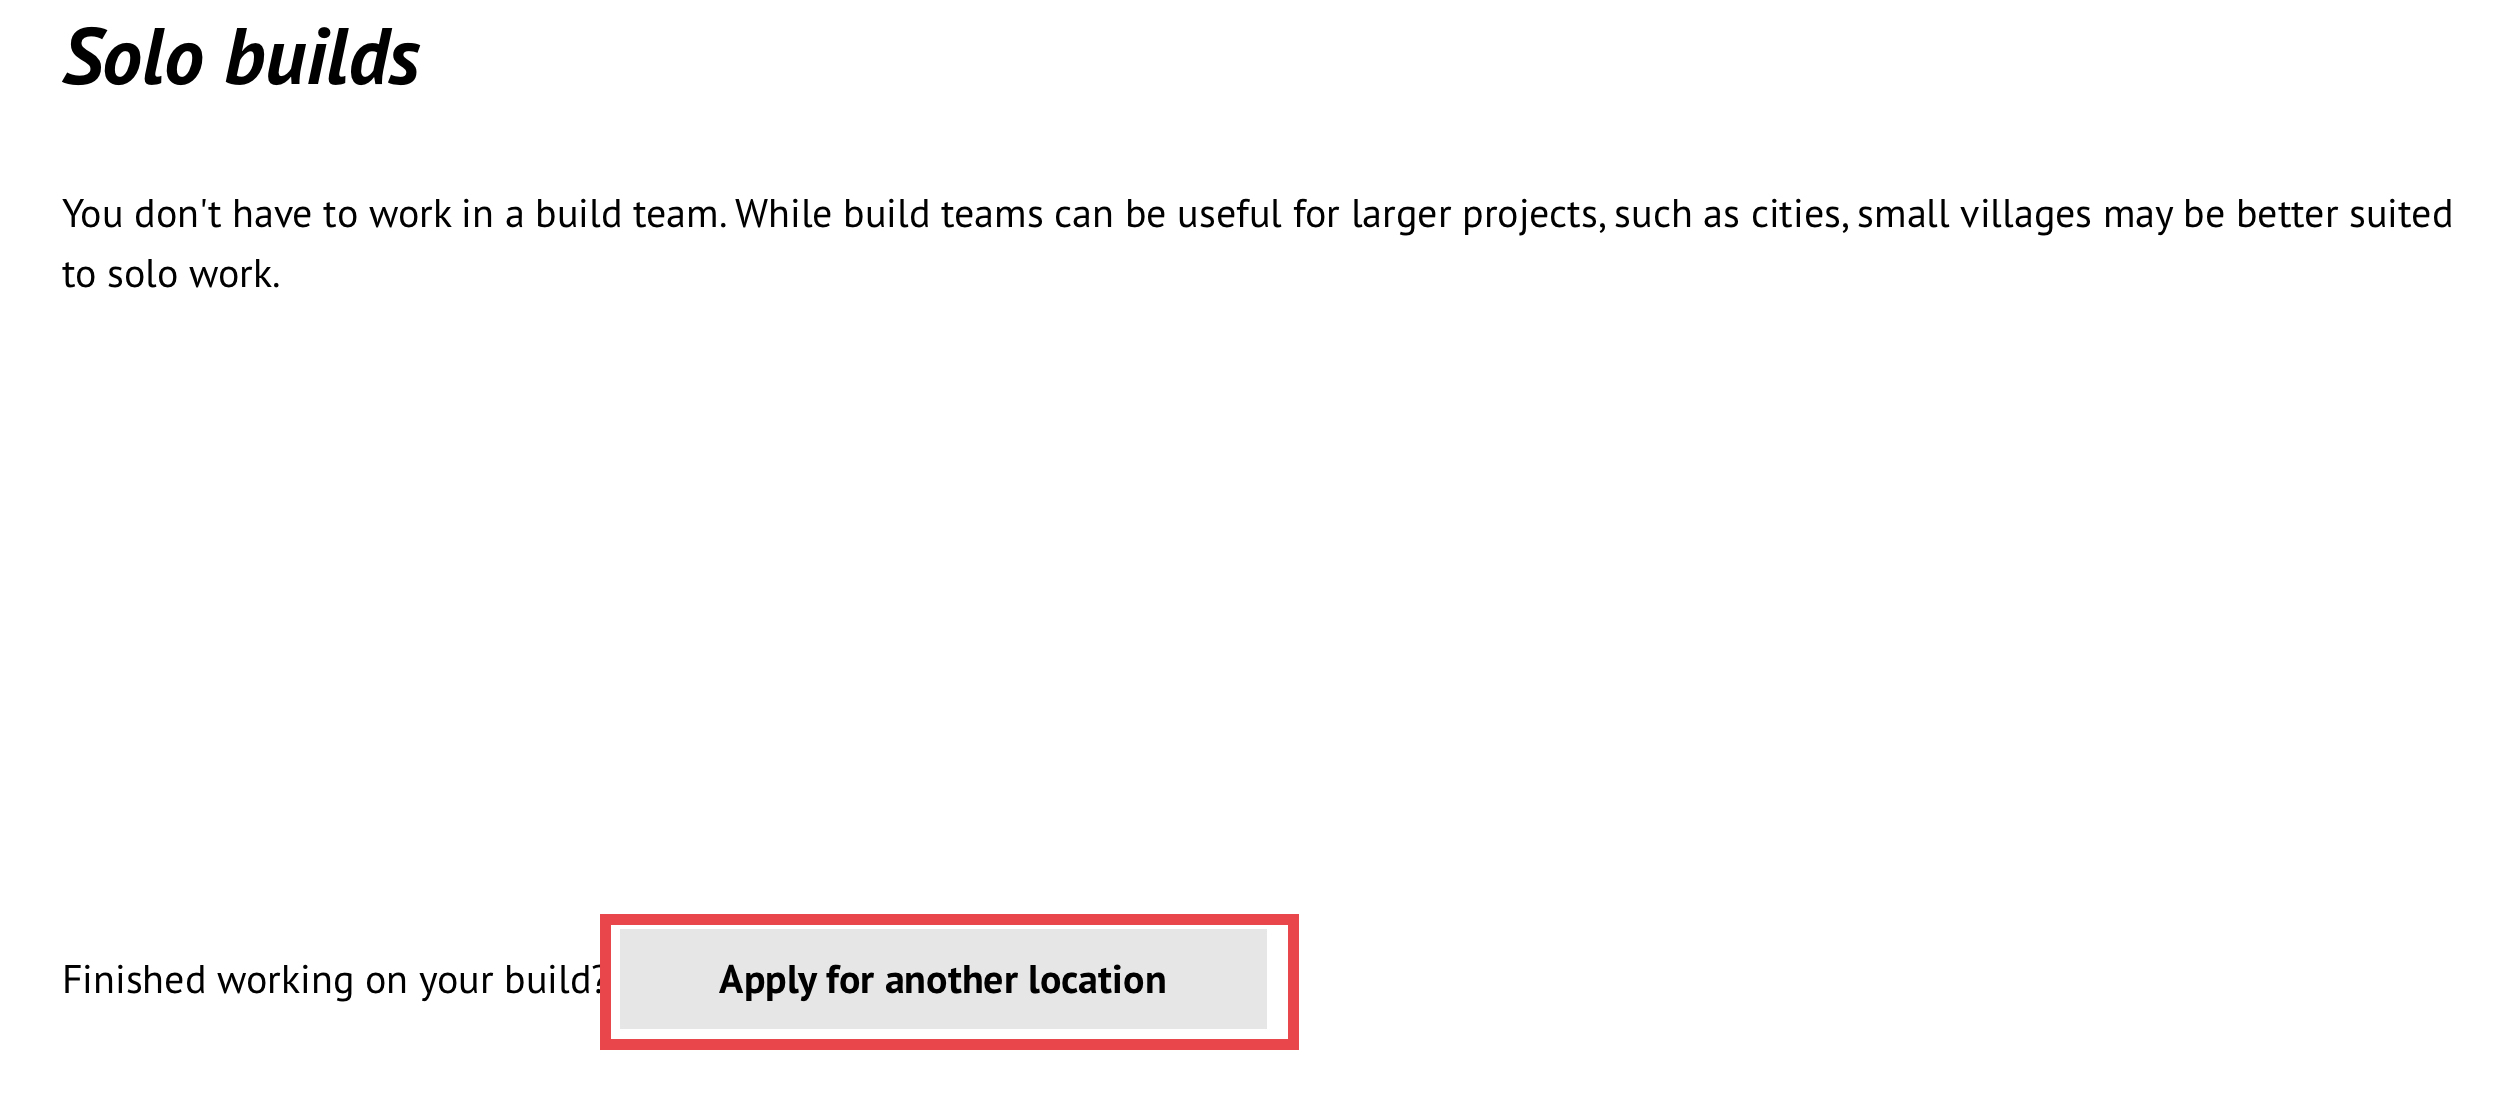 Solo builds
You don't have to work in a build team. While build teams can be useful for larger projects, such as cities, small villages may be better suited
to solo work.
Finished working on your build? Apply for another location